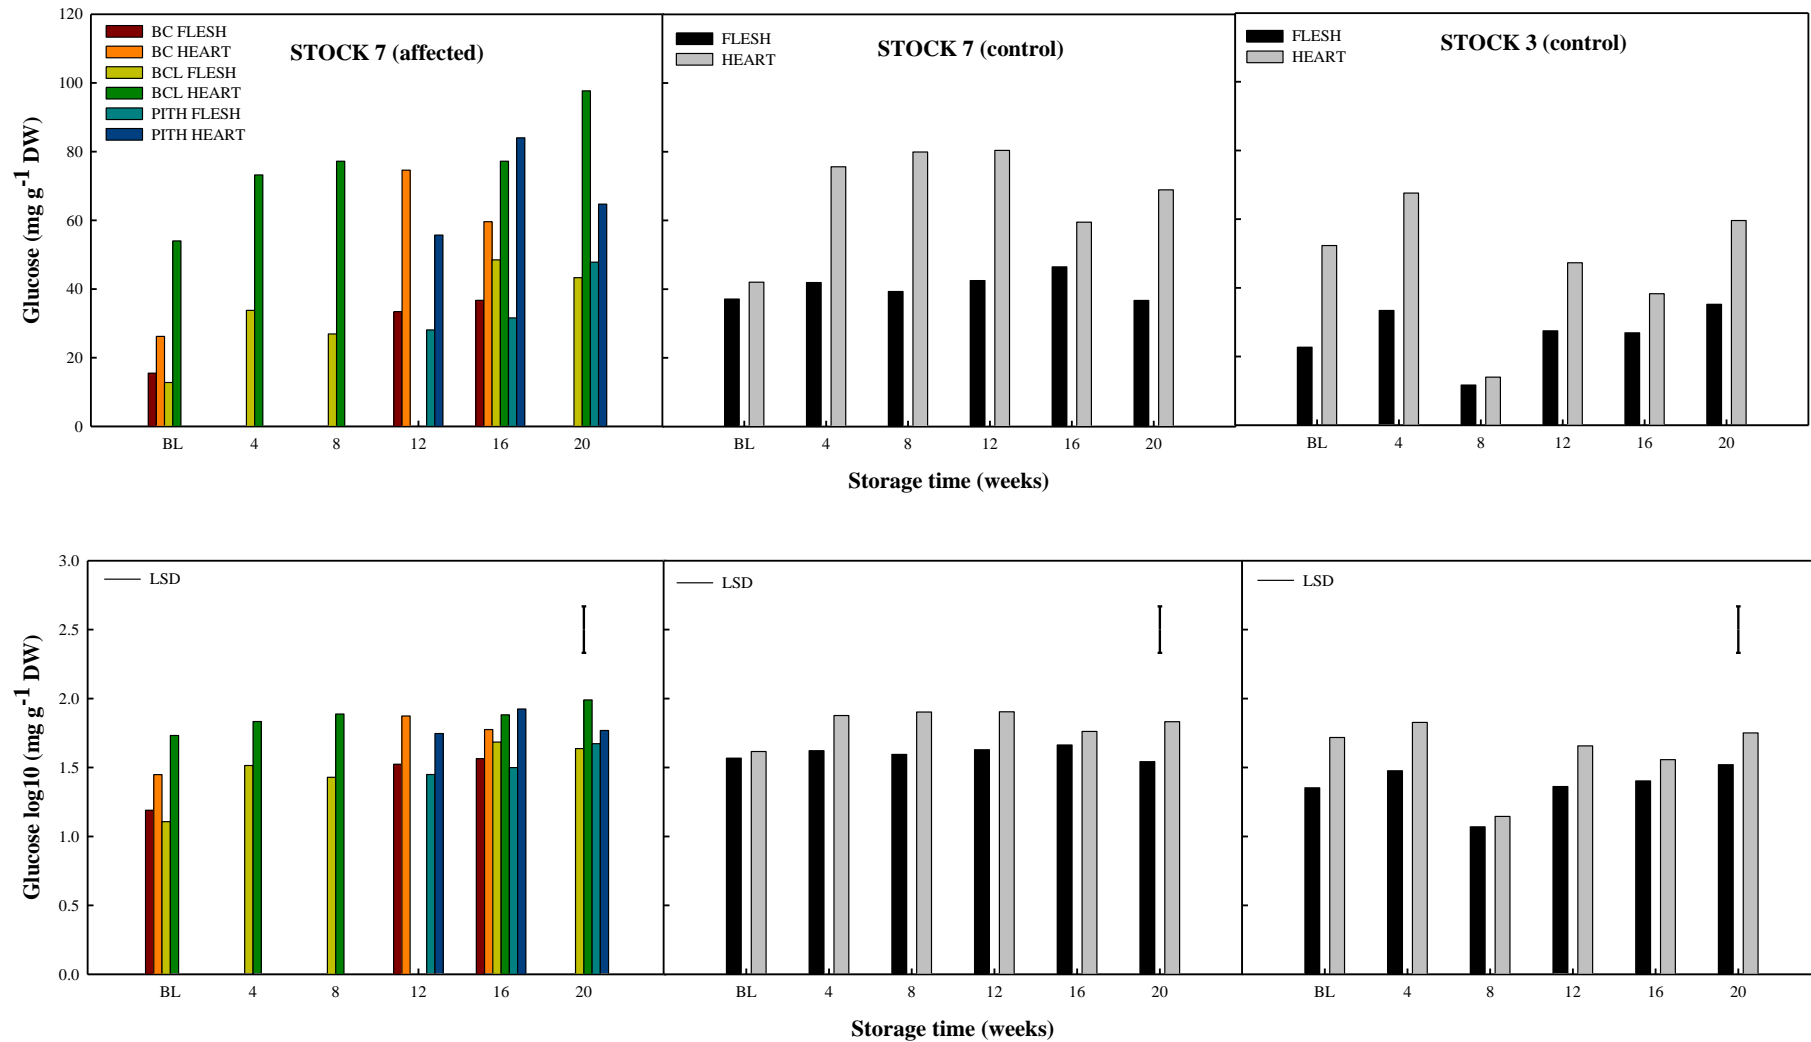 120
100
80
60
40
20
0
Glucose (mg g-1 DW)
BC FLESH
BC HEART
BCL FLESH
BCL HEART
PITH FLESH
PITH HEART
STOCK 7 (affected)
BL 4 8 12 16 20
FLESH
HEART
STOCK 7 (control)
BL 4 8 12 16 20
FLESH
HEART
STOCK 3 (control)
BL 4 8 12 16 20
Storage time (weeks)
3.0
2.5
2.0
1.5
1.0
0.5
0.0
Glucose log10 (mg g-1 DW)
LSD
BL 4 8 12 16 20
LSD
BL 4 8 12 16 20
LSD
BL 4 8 12 16 20
Storage time (weeks)